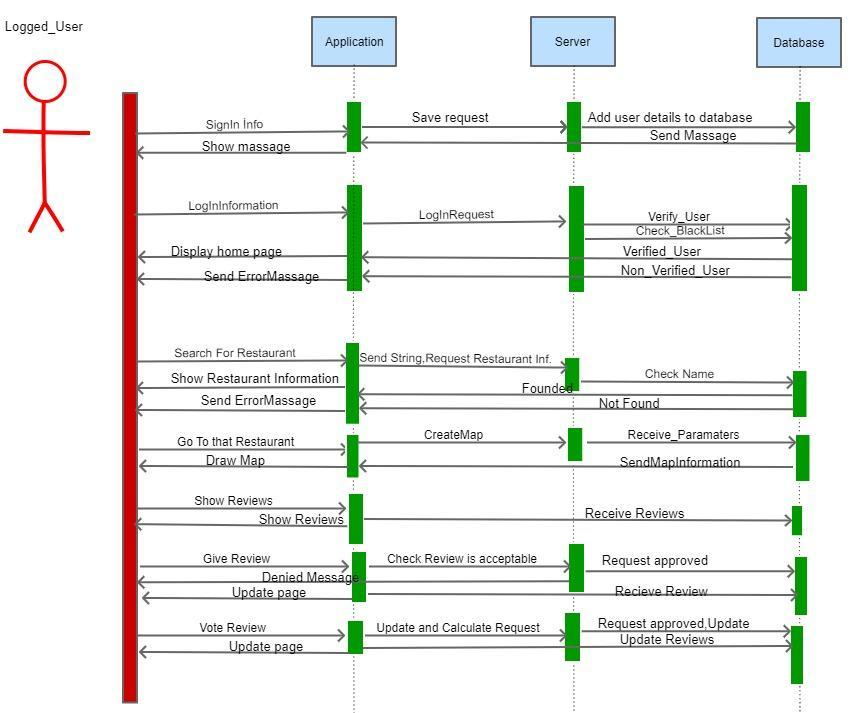 Logged_User
Application
Server
Database
SignIn İnfo
Save request
Add user details to database
Send Massage
Show massage
LogInInformation
LogInRequest
Verify_User
Check_BlackList
Display home page
Verified_User
Send ErrorMassage
Non_Verified_User
Search For Restaurant
Send String,Request Restaurant Inf.
Check Name
Show Restaurant Information
Founded
Send ErrorMassage
Not Found
Go To that Restaurant
CreateMap
Receive_Paramaters
Draw Map
SendMapInformation
Show Reviews
Show Reviews
Receive Reviews
Give Review
Check Review is acceptable
Request approved
Denied Message
Update page
Recieve Review
Vote Review
Update and Calculate Request
Request approved,Update
Update Reviews
Update page